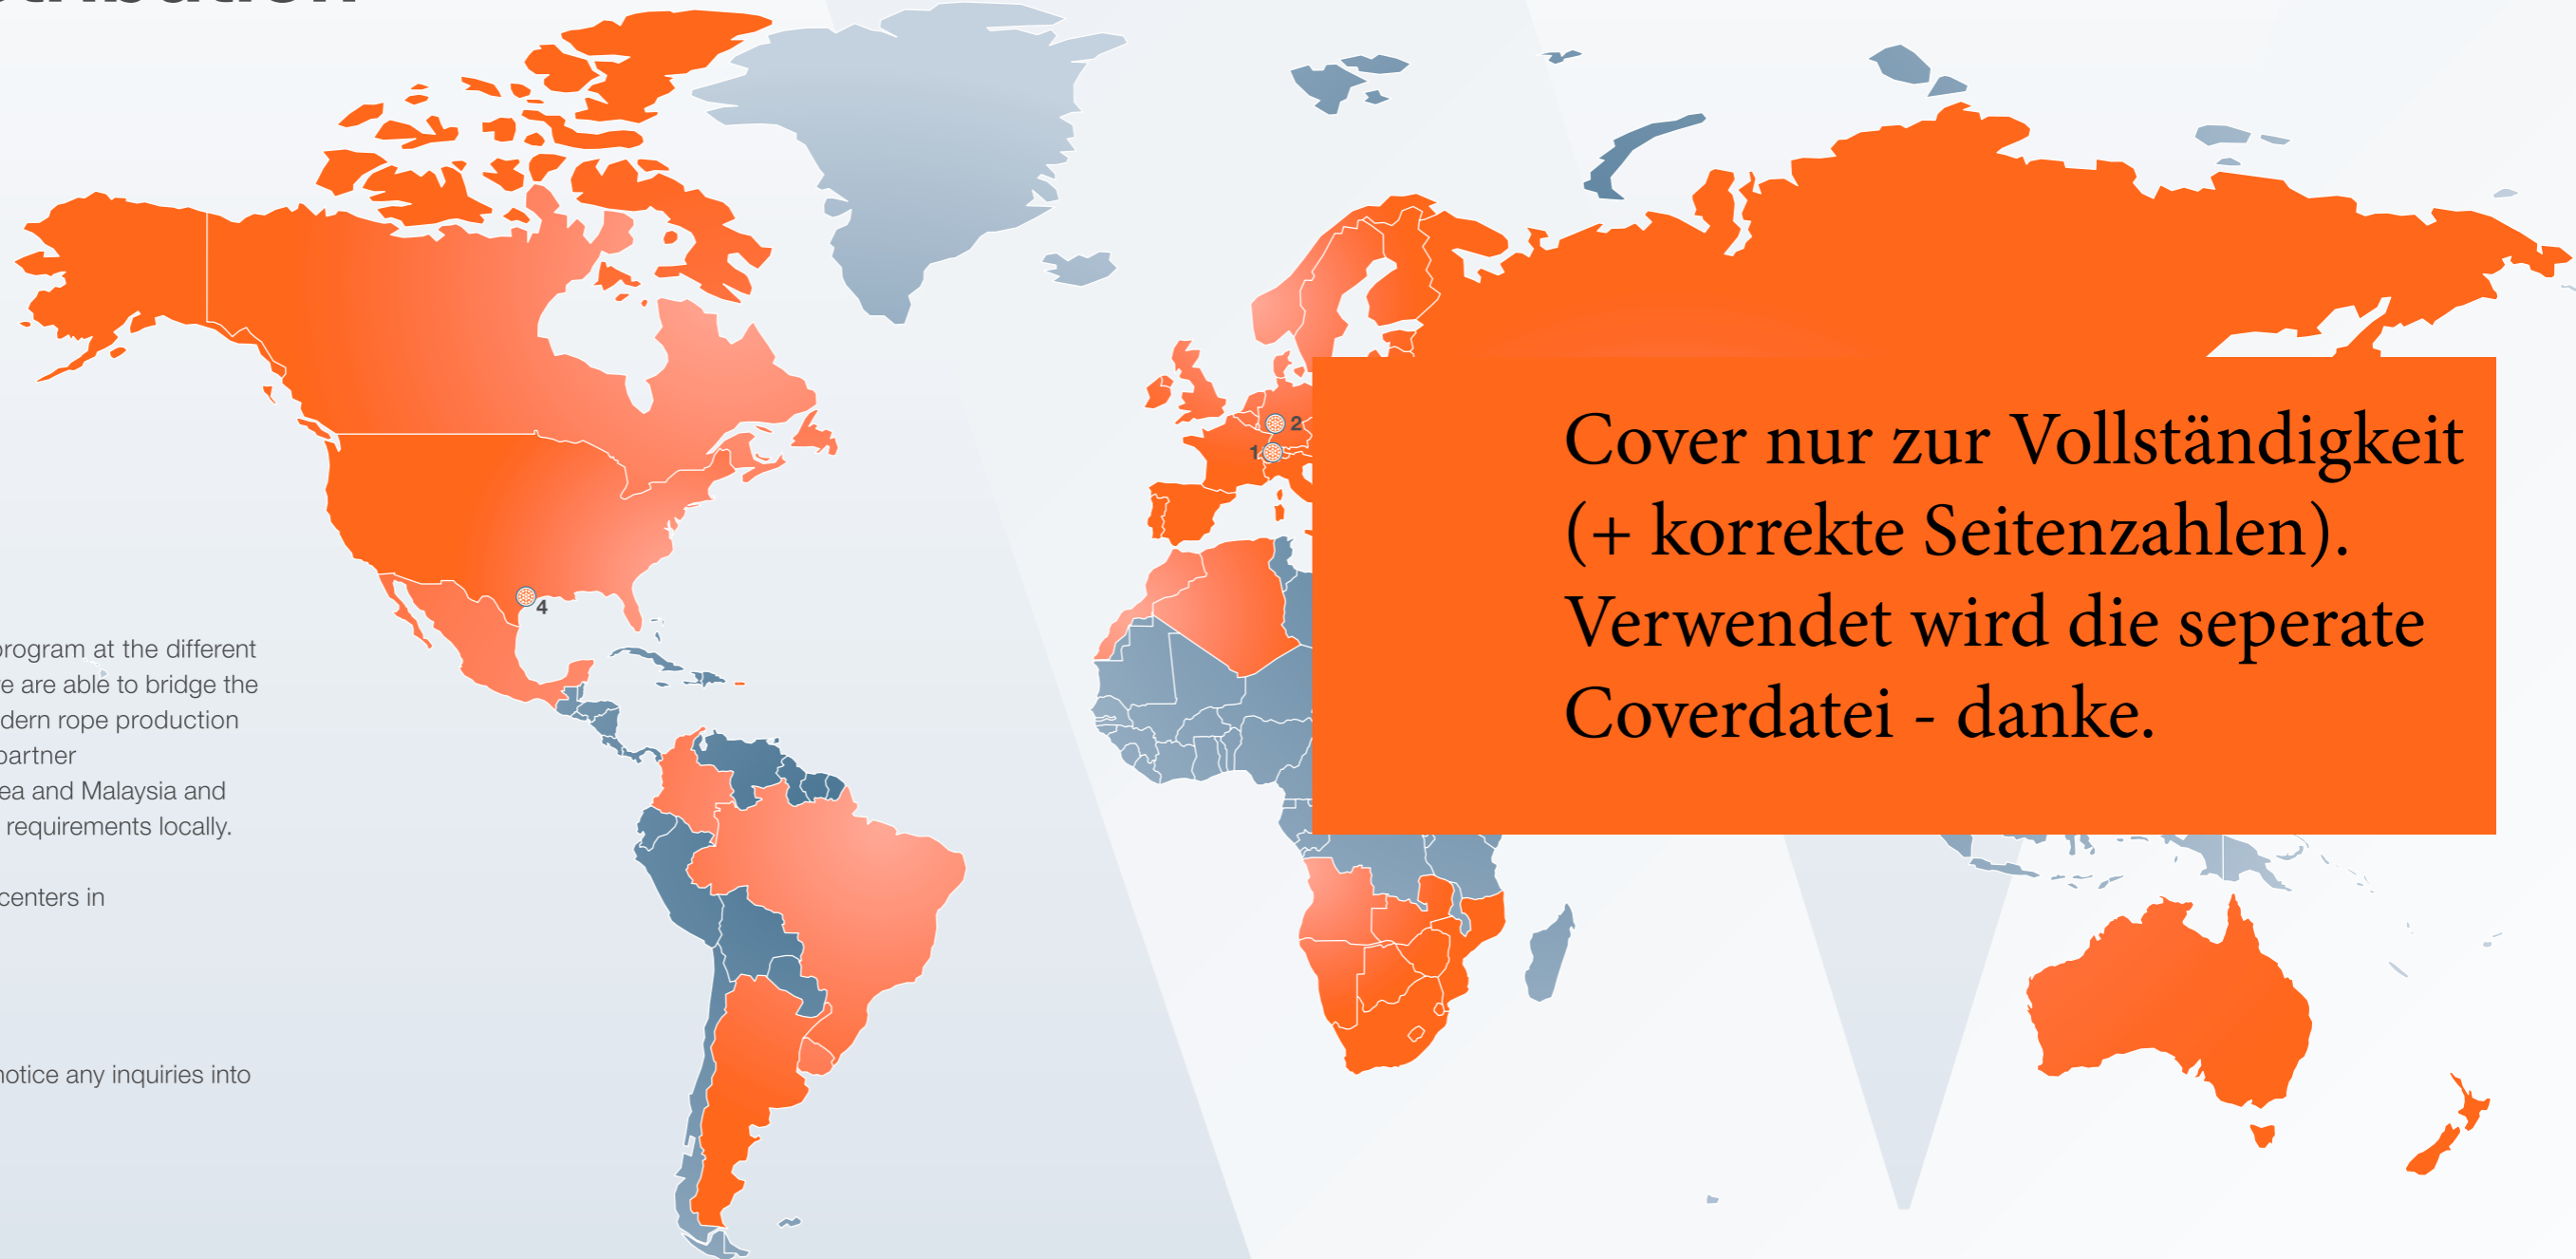 program at the different
are able to bridge the
rope production
partner
and Malaysia and
requirements locally.
centers in
notice any inquiries into
4
2
1
Cover nur zur Vollständigkeit
(+ korrekte Seitenzahlen).
Verwendet wird die seperate
Coverdatei - danke.